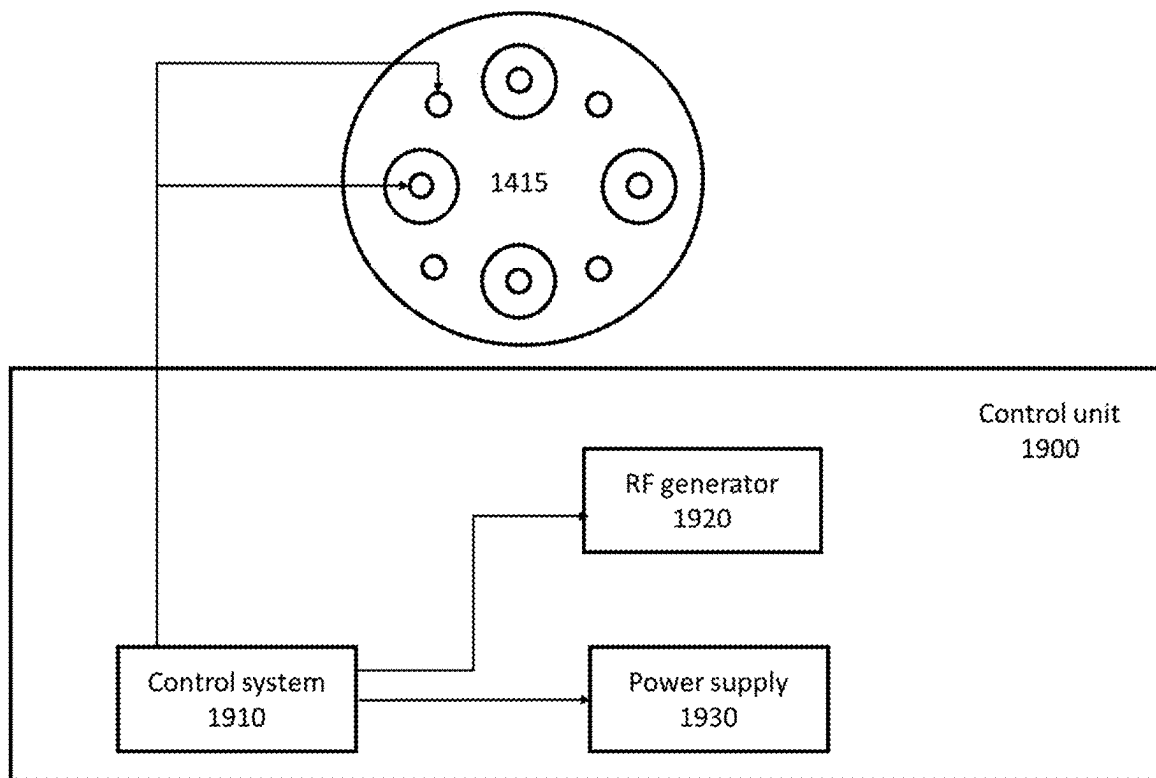 1415
Control unit
1900
RF generator
1920
Control system
1910
Power supply
1930